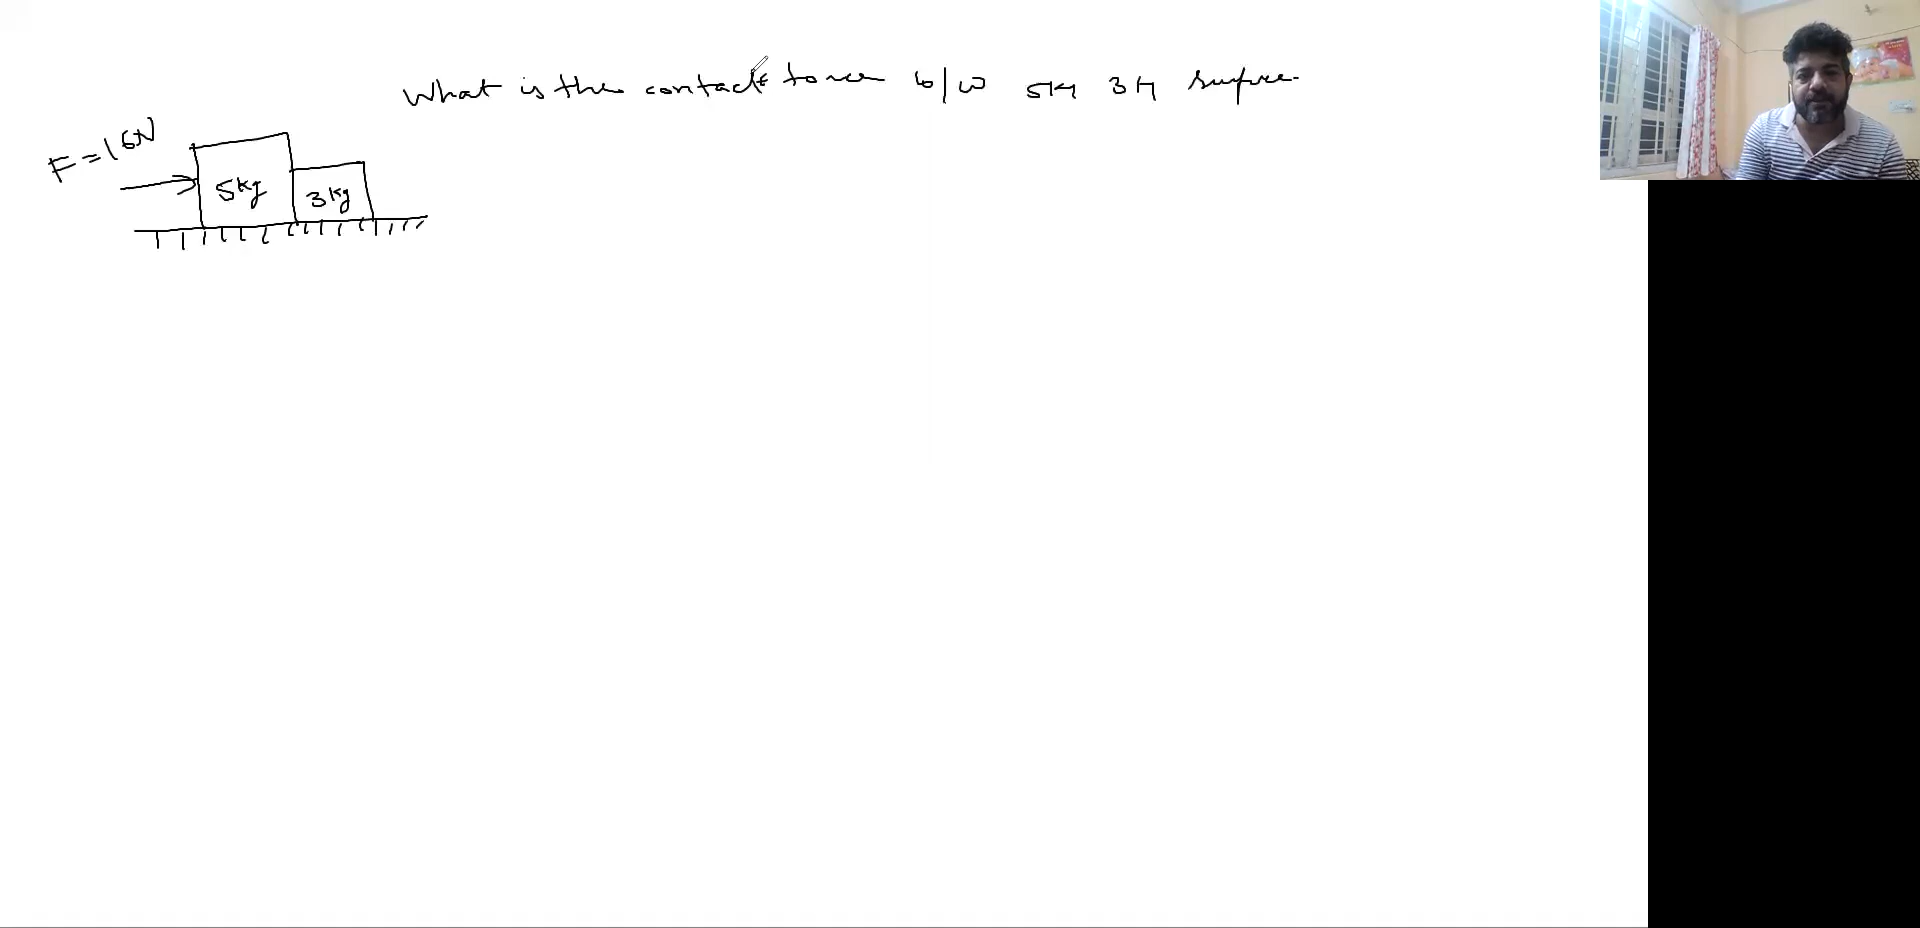 What is the contact force b/w 5kg 3kg surface.
F = 16N
5kg
3kg